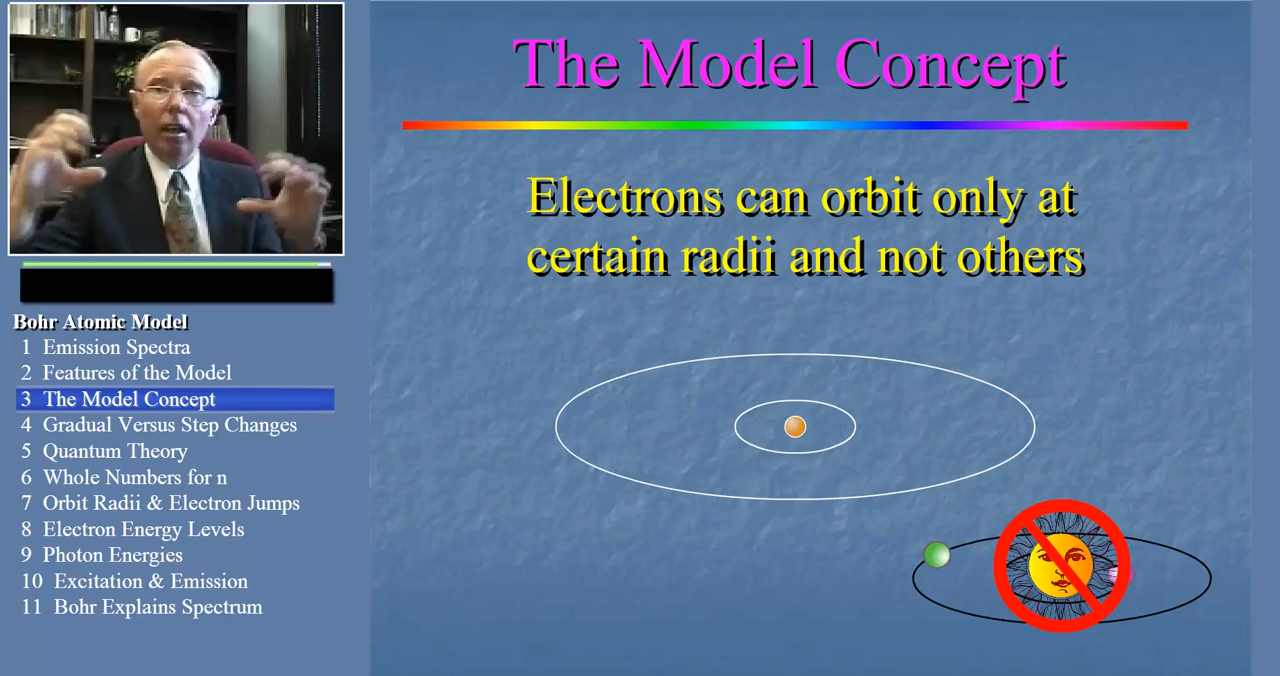 The Model Concept
Electrons can orbit only at
certain radii and not others
Bohr Atomic Model
1 Emission Spectra
2 Features of the Model
3 The Model Concept
4 Gradual Versus Step Changes
5 Quantum Theory
6 Whole Numbers for n
7 Orbit Radii & Electron Jumps
8 Electron Energy Levels
9 Photon Energies
10 Excitation & Emission
11 Bohr Explains Spectrum